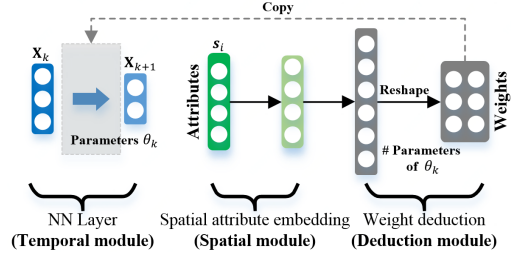 Copy
X_k
X_{k+1}
s_i
Attributes
Reshape
Weights
Parameters θ_k
# Parameters
of θ_k
NN Layer
(Temporal module)
Spatial attribute embedding
(Spatial module)
Weight deduction
(Deduction module)